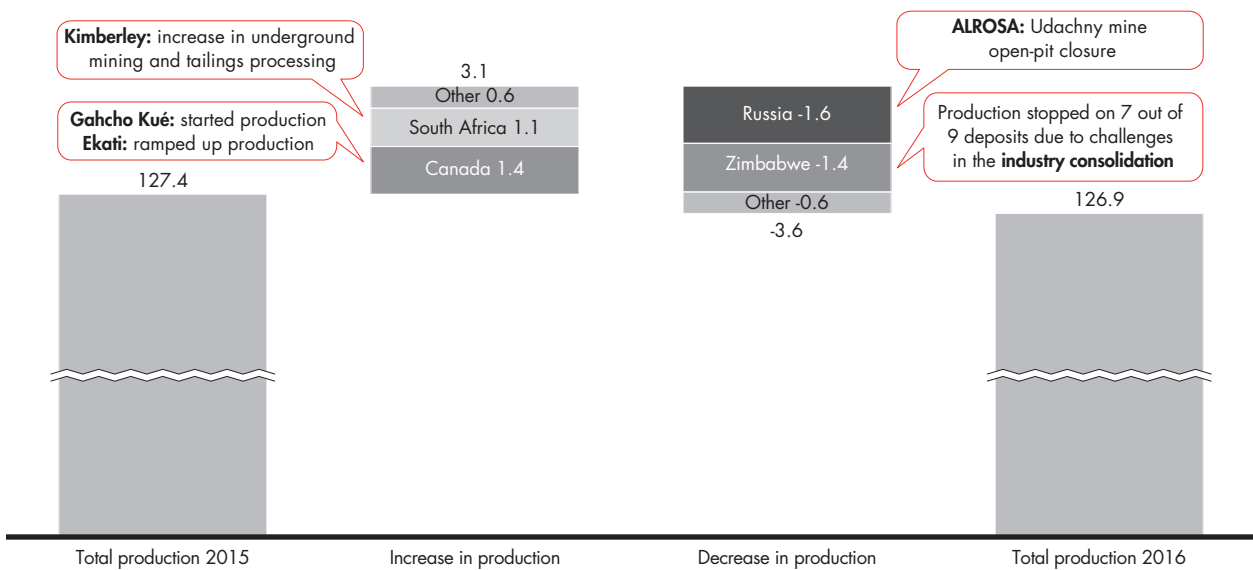 Kimberley: increase in underground
mining and tailings processing
Gahcho Kué: started production
Ekati: ramped up production
127.4
3.1
Other 0.6
South Africa 1.1
Canada 1.4
ALROSA: Udachny mine
open-pit closure
Russia -1.6
Zimbabwe -1.4
Other -0.6
-3.6
Production stopped on 7 out of
9 deposits due to challenges
in the industry consolidation
126.9
Total production 2015
Increase in production
Decrease in production
Total production 2016